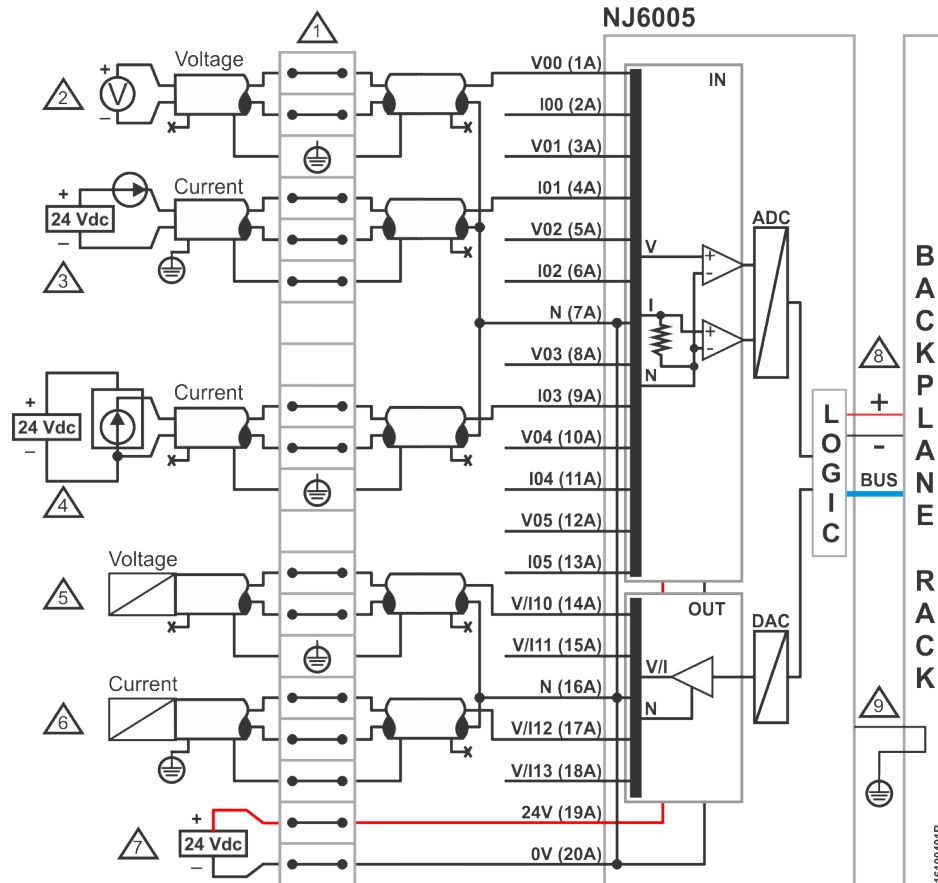 NJ6005
1
Voltage
V00 (1A)
IN
2
+
V
–
I00 (2A)
V01 (3A)
Current
I01 (4A)
+
24 Vdc
–
3
V02 (5A)
ADC
V
+
-
I02 (6A)
I
N (7A)
+
-
V03 (8A)
N
8
Current
I03 (9A)
+
24 Vdc
–
4
V04 (10A)
LOGIC
+
-
BUS
I04 (11A)
V05 (12A)
BACKPLANE RACK
Voltage
I05 (13A)
5
V/I10 (14A)
OUT
DAC
V/I11 (15A)
V/I
Current
N (16A)
N
6
V/I12 (17A)
9
V/I13 (18A)
24V (19A)
+
24 Vdc
–
7
0V (20A)